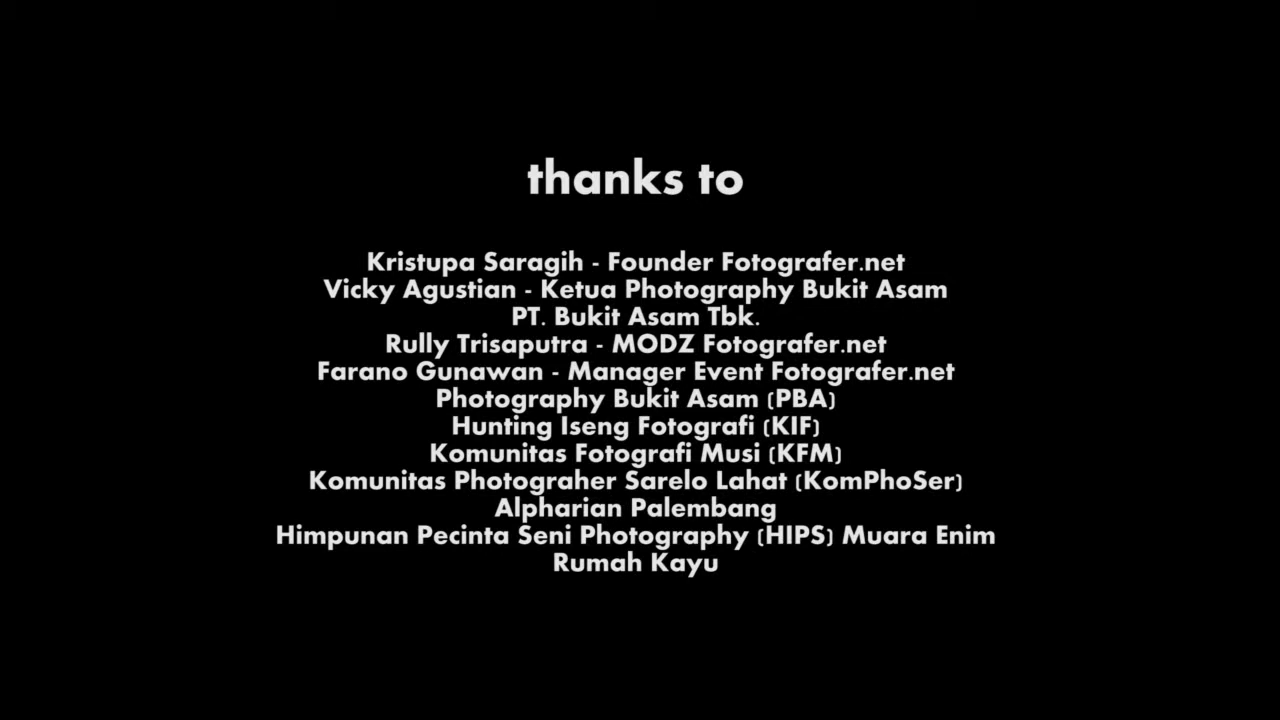 thanks to
Kristupa Saragih - Founder Fotografer.net
Vicky Agustian - Ketua Photography Bukit Asam
PT. Bukit Asam Tbk.
Rully Trisaputra - MODZ Fotografer.net
Farano Gunawan - Manager Event Fotografer.net
Photography Bukit Asam (PBA)
Hunting Iseng Fotografi (KIF)
Komunitas Fotografi Musi (KFM)
Komunitas Photograher Sarelo Lahat (KomPhoSer)
Alpharian Palembang
Himpunan Pecinta Seni Photography (HIPS) Muara Enim
Rumah Kayu